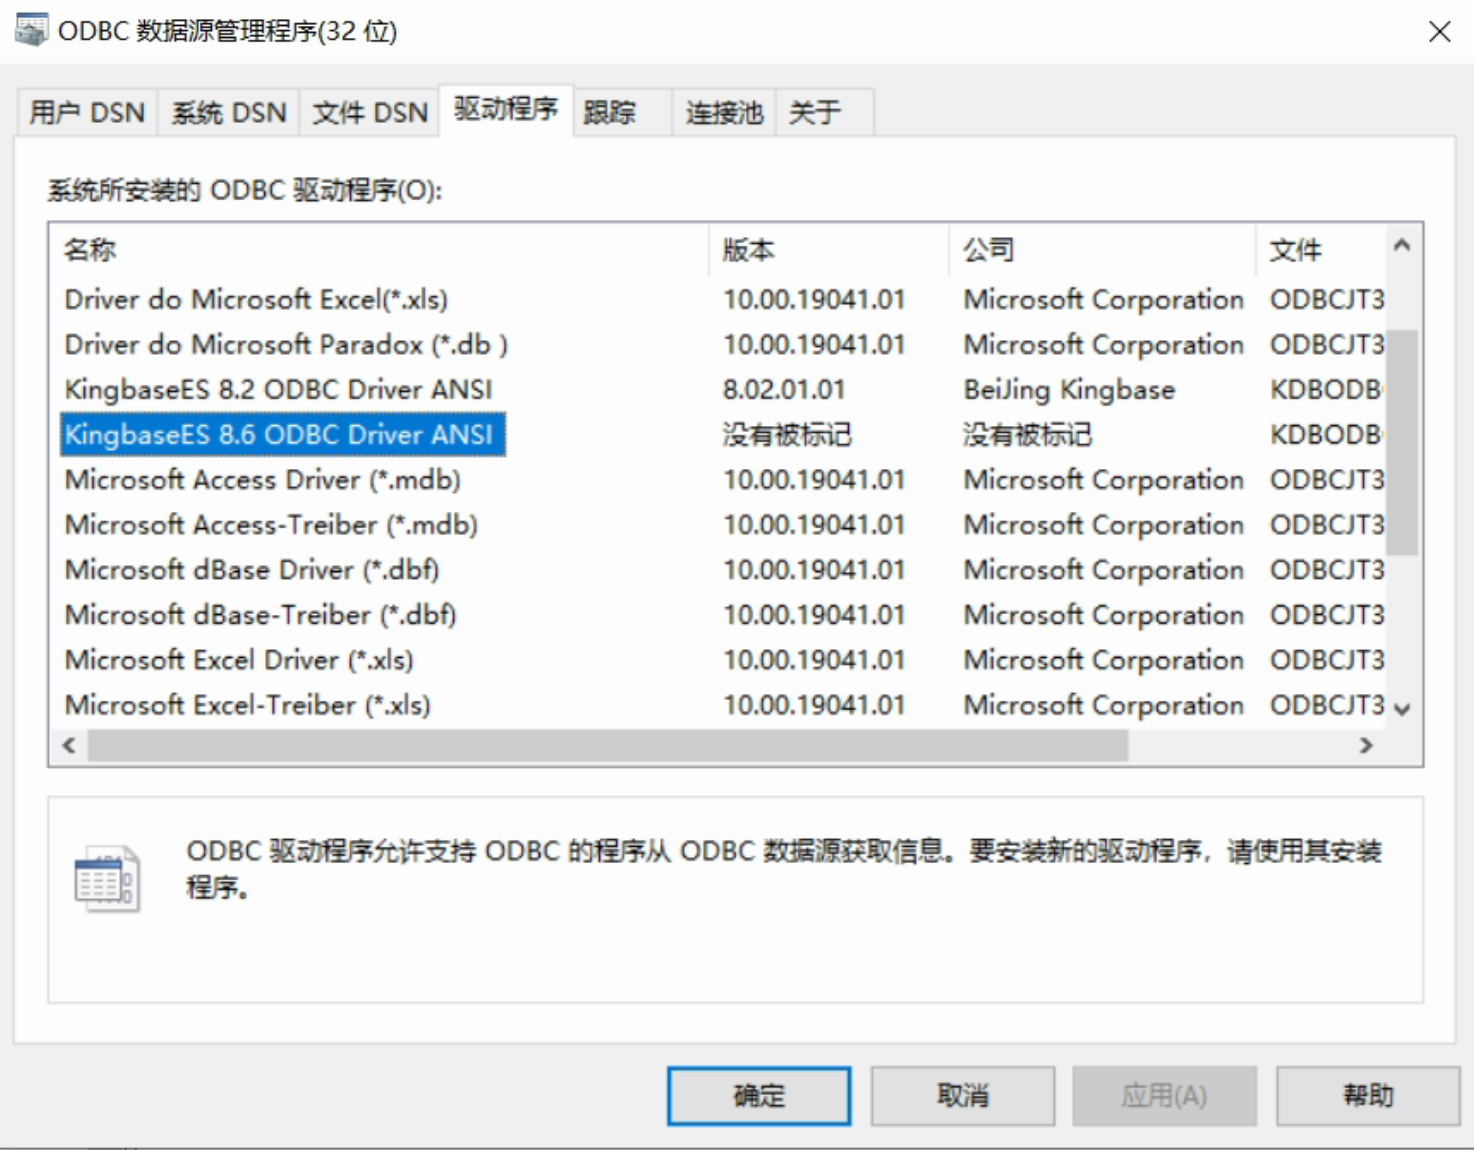 ODBC 数据源管理程序(32 位)
用户 DSN 系统 DSN 文件 DSN 驱动程序 跟踪 连接池 关于
系统所安装的 ODBC 驱动程序(O):
名称 版本 公司 文件
Driver do Microsoft Excel(*.xls) 10.00.19041.01 Microsoft Corporation ODBCJT3
Driver do Microsoft Paradox (*.db ) 10.00.19041.01 Microsoft Corporation ODBCJT3
KingbaseES 8.2 ODBC Driver ANSI 8.02.01.01 BeiJing Kingbase KDBODB
KingbaseES 8.6 ODBC Driver ANSI 没有被标记 没有被标记 KDBODB
Microsoft Access Driver (*.mdb) 10.00.19041.01 Microsoft Corporation ODBCJT3
Microsoft Access-Treiber (*.mdb) 10.00.19041.01 Microsoft Corporation ODBCJT3
Microsoft dBase Driver (*.dbf) 10.00.19041.01 Microsoft Corporation ODBCJT3
Microsoft dBase-Treiber (*.dbf) 10.00.19041.01 Microsoft Corporation ODBCJT3
Microsoft Excel Driver (*.xls) 10.00.19041.01 Microsoft Corporation ODBCJT3
Microsoft Excel-Treiber (*.xls) 10.00.19041.01 Microsoft Corporation ODBCJT3
ODBC 驱动程序允许支持 ODBC 的程序从 ODBC 数据源获取信息。要安装新的驱动程序，请使用其安装
程序。
确定 取消 应用(A) 帮助